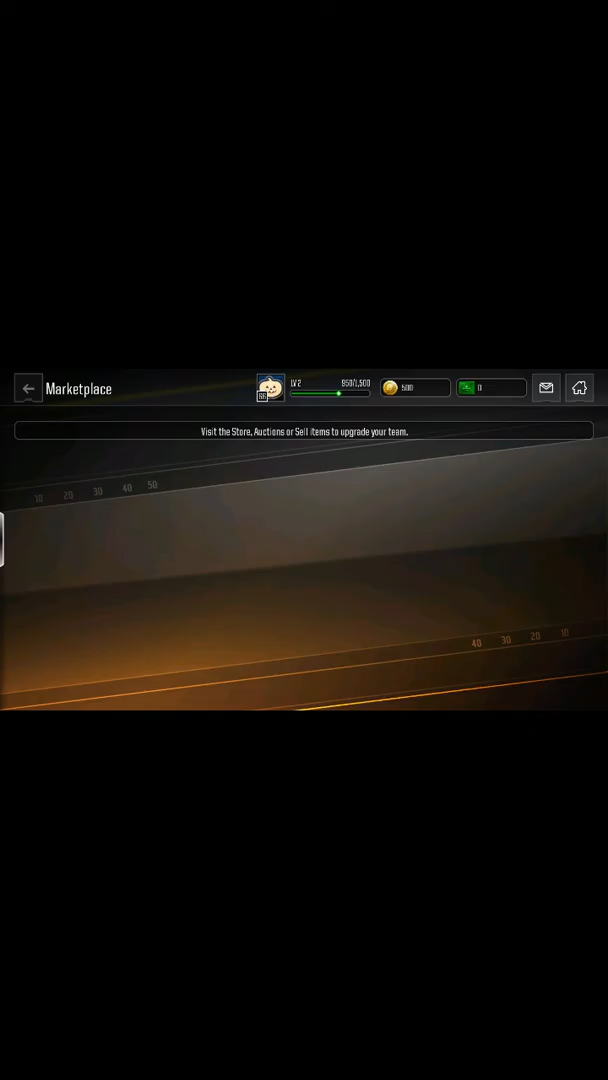 Marketplace
LV 2
950/1,500
66
500
0
Visit the Store, Auctions or Sell items to upgrade your team.
10 20 30 40 50
40 30 20 10